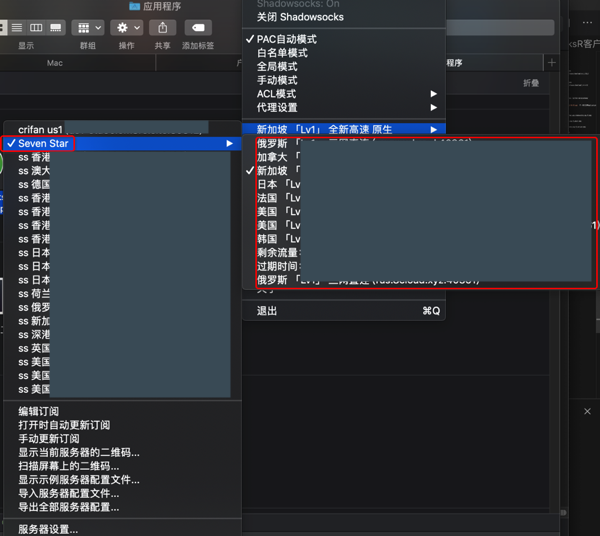 应用程序
Shadowsocks: On
关闭 Shadowsocks
显示
群组
操作
共享
添加标签
Mac
程序
折叠
ksR客户
PAC自动模式
白名单模式
全局模式
手动模式
ACL模式
代理设置
新加坡 「Lv1」 全新高速 原生
退出 ⌘Q
crifan us1
Seven Star
ss 香港
ss 澳大
ss 德国
ss 香港
ss 香港
ss 香港
ss 香港
ss 日本
ss 日本
ss 日本
ss 荷兰
ss 俄罗
ss 新加
ss 深港
ss 英国
ss 美国
ss 美国
ss 美国
编辑订阅
打开时自动更新订阅
手动更新订阅
显示当前服务器的二维码...
扫描屏幕上的二维码...
显示示例服务器配置文件...
导入服务器配置文件...
导出全部服务器配置...
服务器设置...
俄罗斯 「Lv1」
加拿大 「Lv
新加坡 「Lv
日本 「Lv
法国 「Lv
美国 「Lv
美国 「Lv
韩国 「Lv
剩余流量:
过期时间:
俄罗斯 「Lv1」